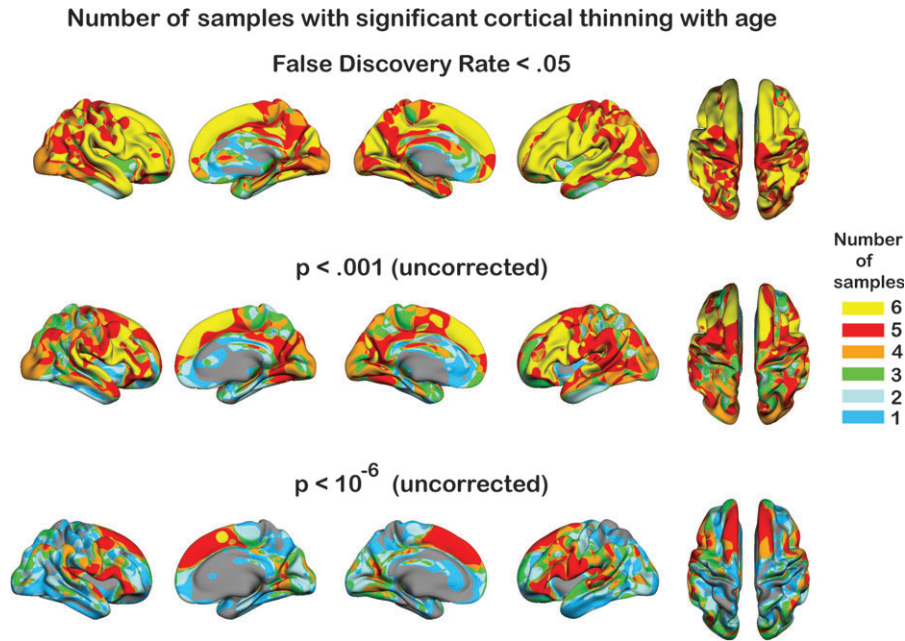 Number of samples with significant cortical thinning with age
False Discovery Rate < .05
p < .001 (uncorrected)
Number
of
samples
6
5
4
3
2
1
p < 10⁻⁶ (uncorrected)